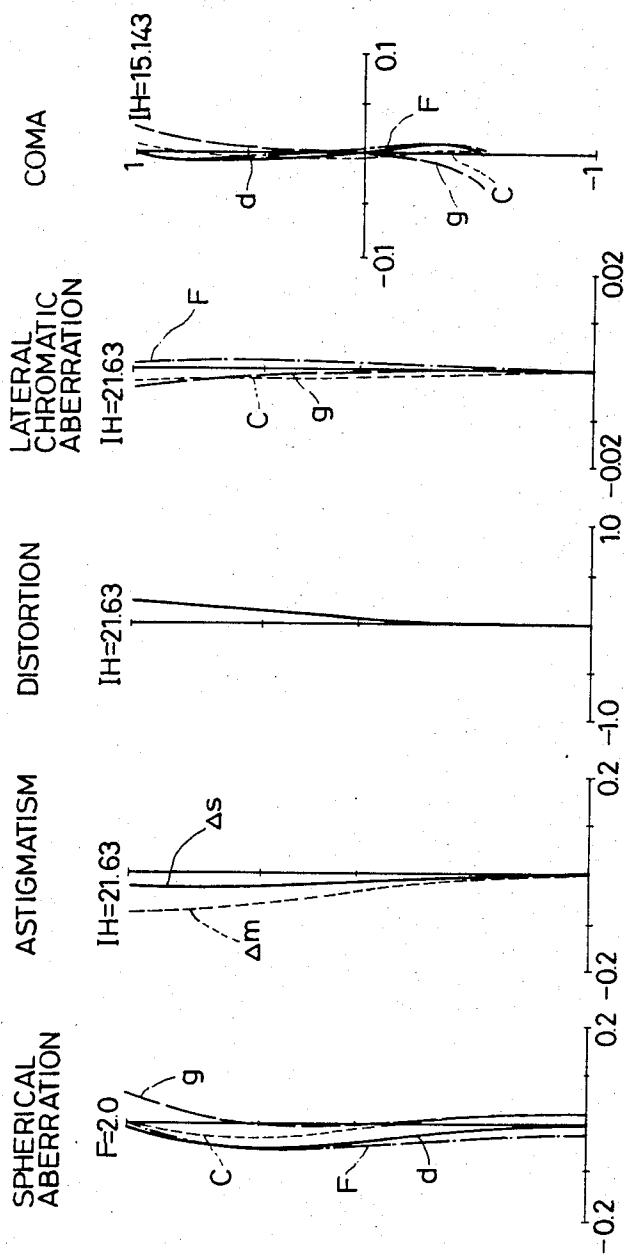 SPHERICAL
ABERRATION
F=2.0
g
C
F
d
-0.2
0.2
ASTIGMATISM
IH=21.63
Δs
Δm
-0.2
0.2
DISTORTION
IH=21.63
-1.0
1.0
LATERAL
CHROMATIC
ABERRATION
IH=21.63
F
C
g
-0.02
0.02
COMA
1
IH=15.143
d
0.1
-0.1
F
g
C
-1